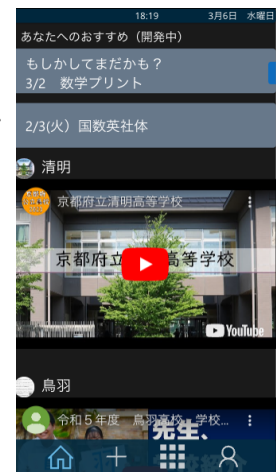 18:19 3月6日 水曜日
あなたへのおすすめ（開発中）
もしかしてまだかも？
3/2 数学プリント
2/3(火）国数英社体
清明
京都府立清明高等学校
京都府立 高等学校
YouTube
鳥羽
令和５年度 鳥羽高校 学校...
先生、